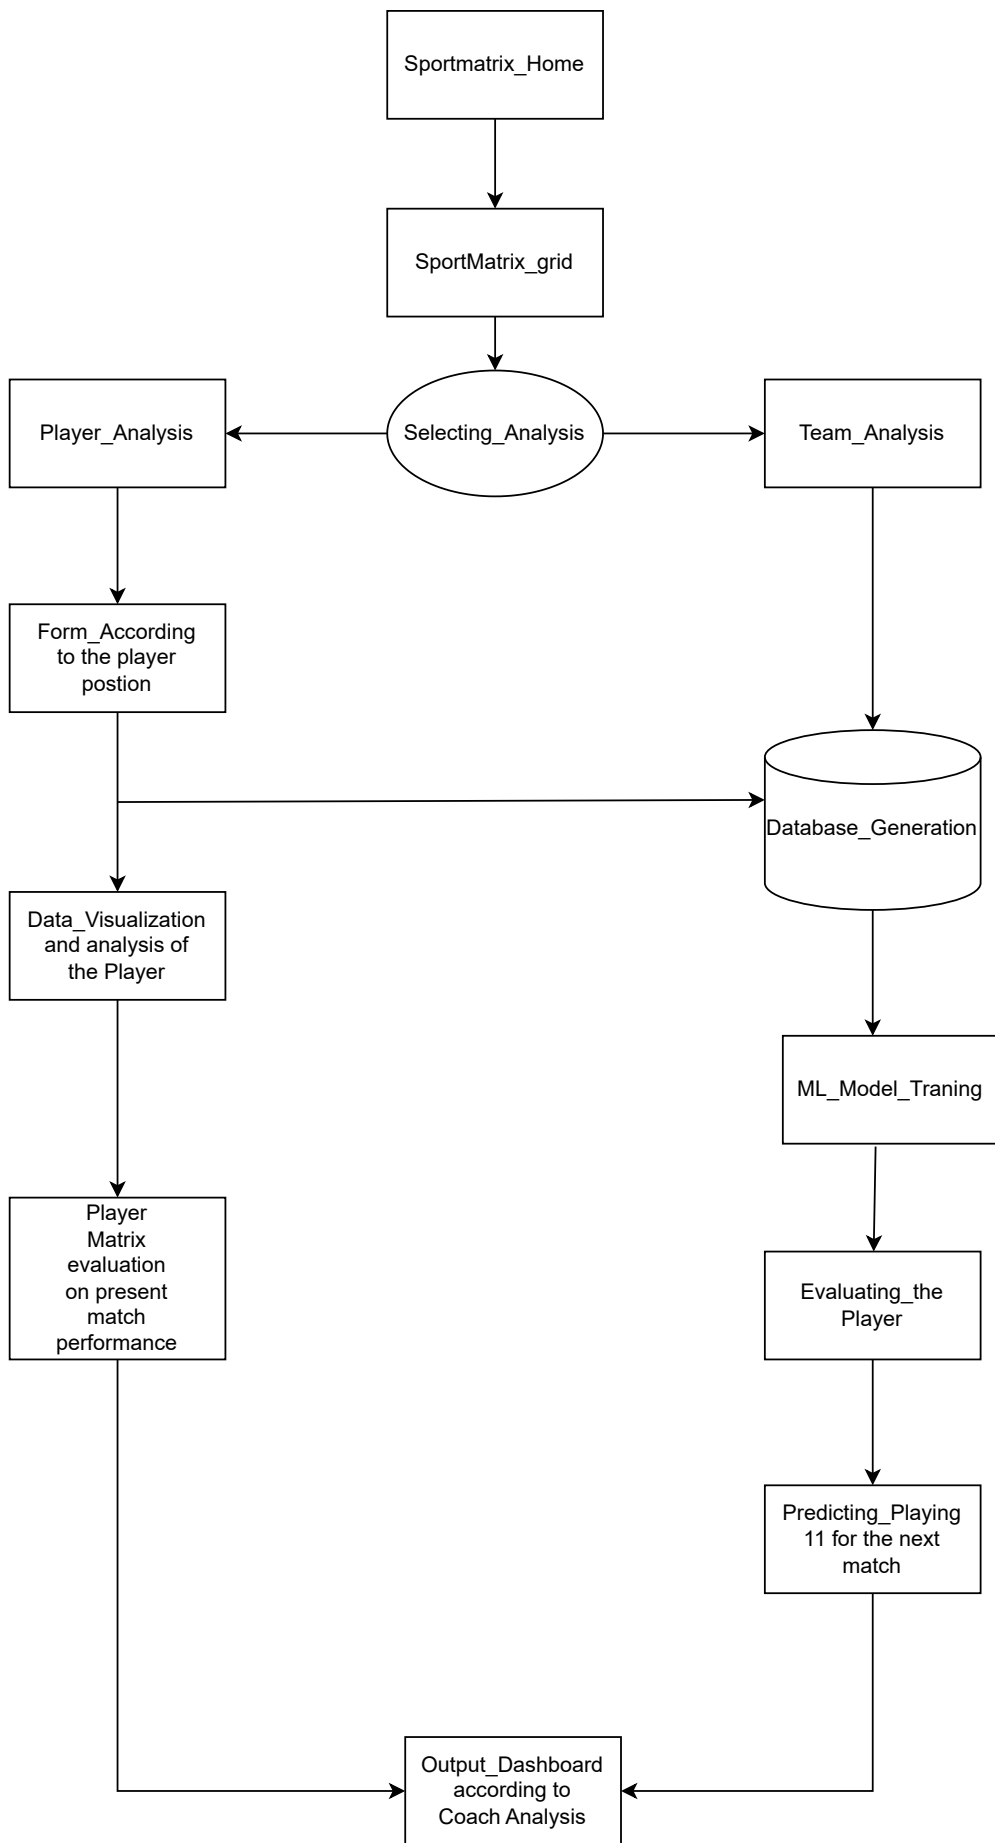 Sportmatrix_Home
SportMatrix_grid
Player_Analysis
Selecting_Analysis
Team_Analysis
Form_According
to the player
postion
Database_Generation
Data_Visualization
and analysis of
the Player
ML_Model_Traning
Player
Matrix
evaluation
on present
match
performance
Evaluating_the
Player
Predicting_Playing
11 for the next
match
Output_Dashboard
according to
Coach Analysis